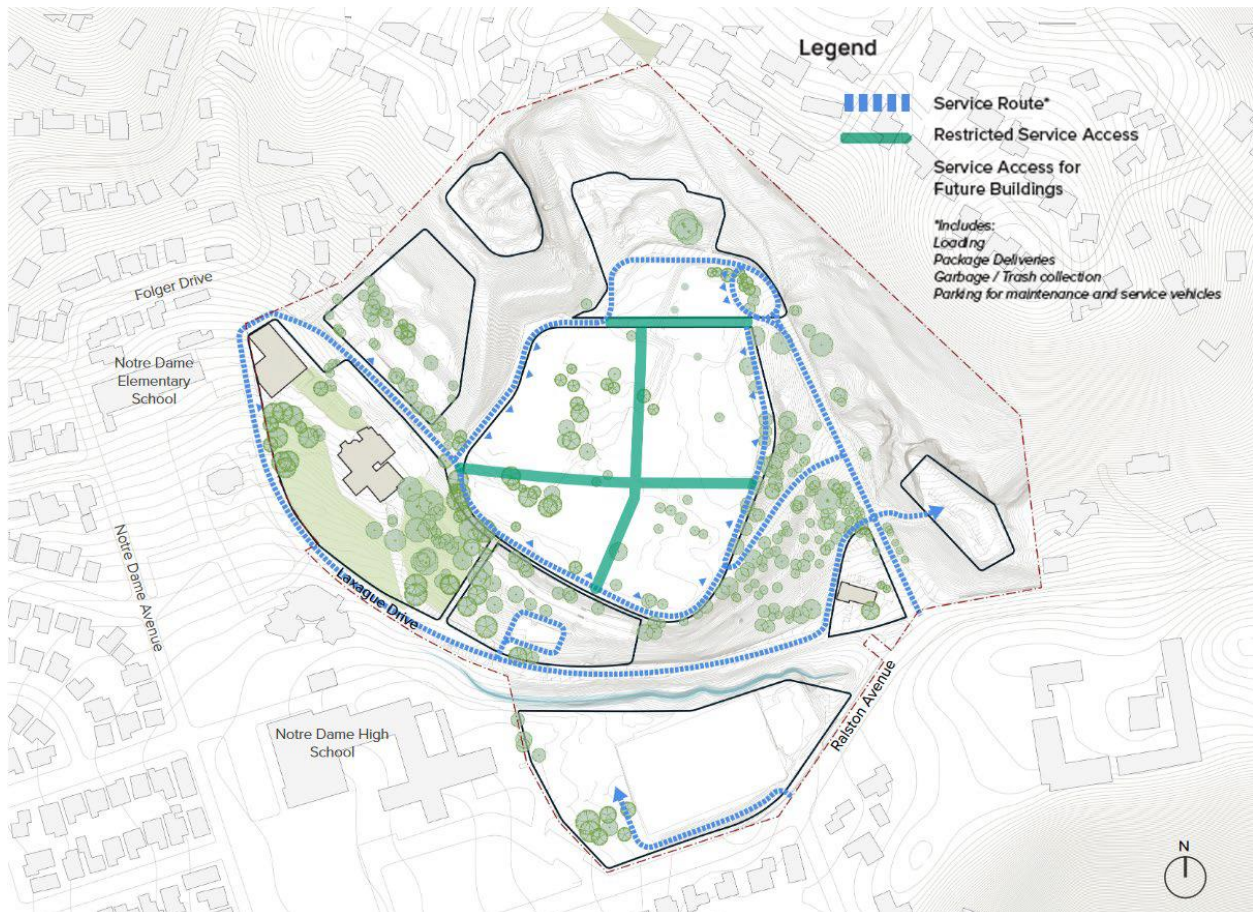 Legend
Service Route*
Restricted Service Access
Service Access for
Future Buildings
*Includes:
Loading
Package Deliveries
Garbage / Trash collection
Parking for maintenance and service vehicles
Folger Drive
Notre Dame
Elementary
School
Notre Dame Avenue
Laxague Drive
Notre Dame High
School
Ralston Avenue
N